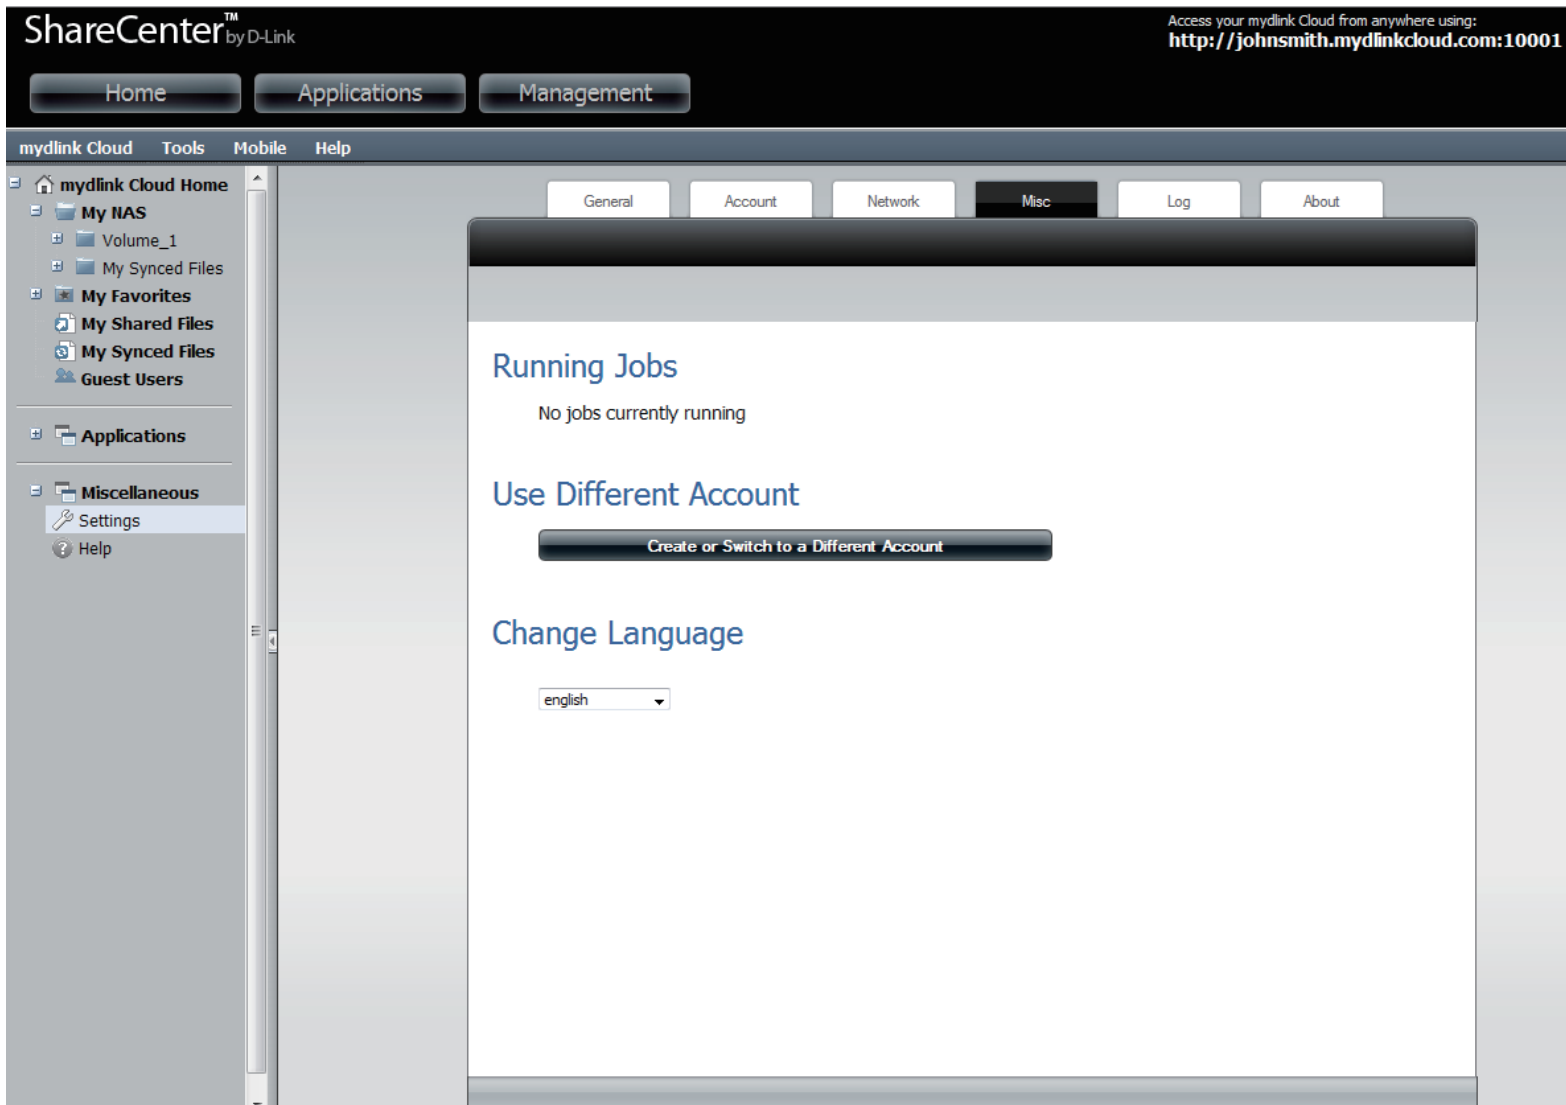 ShareCenter™ by D-Link
Access your mydlink Cloud from anywhere using:
http://johnsmith.mydlinkcloud.com:10001
Home
Applications
Management
mydlink Cloud
Tools
Mobile
Help
mydlink Cloud Home
My NAS
Volume_1
My Synced Files
My Favorites
My Shared Files
My Synced Files
Guest Users
Applications
Miscellaneous
Settings
Help
General
Account
Network
Misc
Log
About
Running Jobs
No jobs currently running
Use Different Account
Create or Switch to a Different Account
Change Language
english